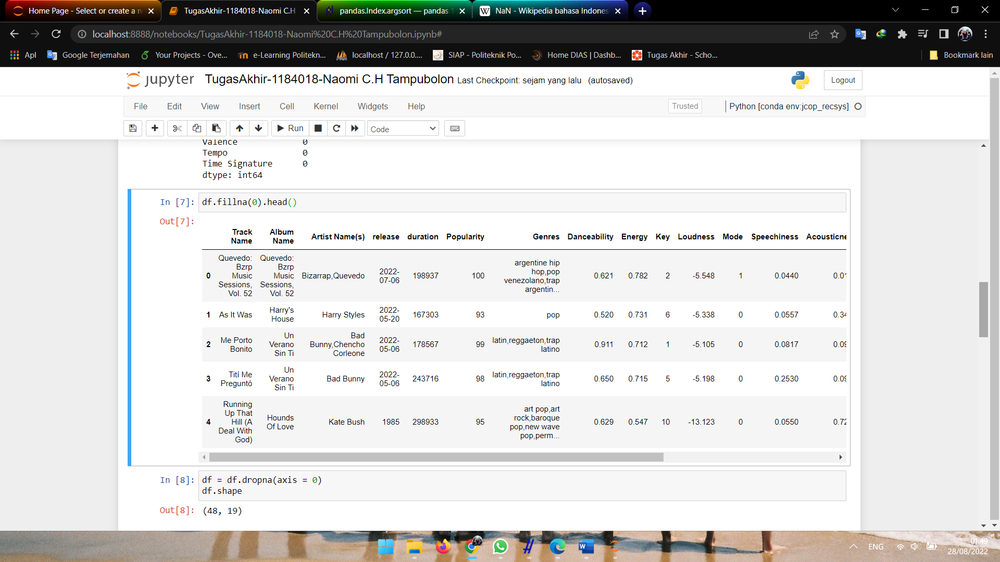 Home Page - Select or create a n
TugasAkhir-1184018-Naomi C.H
pandas.Index.argsort — pandas 1
NaN - Wikipedia bahasa Indones
localhost:8888/notebooks/TugasAkhir-1184018-Naomi%20C.H%20Tampubolon.ipynb#
Apl
Google Terjemahan
Your Projects - Ove...
e-Learning Politekn...
localhost / 127.0.0....
SIAP - Politeknik Po...
Home DIAS | Dashb...
Tugas Akhir - Scho...
Bookmark lain
jupyter TugasAkhir-1184018-Naomi C.H Tampubolon Last Checkpoint: sejam yang lalu (autosaved)
Logout
File Edit View Insert Cell Kernel Widgets Help
Trusted
Python [conda env:jcop_recsys]
Run
Code
Valence 0
Tempo 0
Time Signature 0
dtype: int64
In [7]: df.fillna(0).head()
Out[7]:
Track Name Album Name Artist Name(s) release duration Popularity Genres Danceability Energy Key Loudness Mode Speechiness Acousticne
0 Quevedo: Bzrp Music Sessions, Vol. 52 Quevedo: Bzrp Music Sessions, Vol. 52 Bizarrap,Quevedo 2022-07-06 198937 100 argentine hip hop,pop venezolano,trap argentin... 0.621 0.782 2 -5.548 1 0.0440 0.01
1 As It Was Harry's House Harry Styles 2022-05-20 167303 93 pop 0.520 0.731 6 -5.338 0 0.0557 0.34
2 Me Porto Bonito Un Verano Sin Ti Bad Bunny,Chencho Corleone 2022-05-06 178567 99 latin,reggaeton,trap latino 0.911 0.712 1 -5.105 0 0.0817 0.09
3 Tití Me Preguntó Un Verano Sin Ti Bad Bunny 2022-05-06 243716 98 latin,reggaeton,trap latino 0.650 0.715 5 -5.198 0 0.2530 0.09
4 Running Up That Hill (A Deal With God) Hounds Of Love Kate Bush 1985 298933 95 art pop,art rock,baroque pop,new wave pop,perm... 0.629 0.547 10 -13.123 0 0.0550 0.72
In [8]: df = df.dropna(axis = 0)
df.shape
Out[8]: (48, 19)
ENG
01.49
28/08/2022